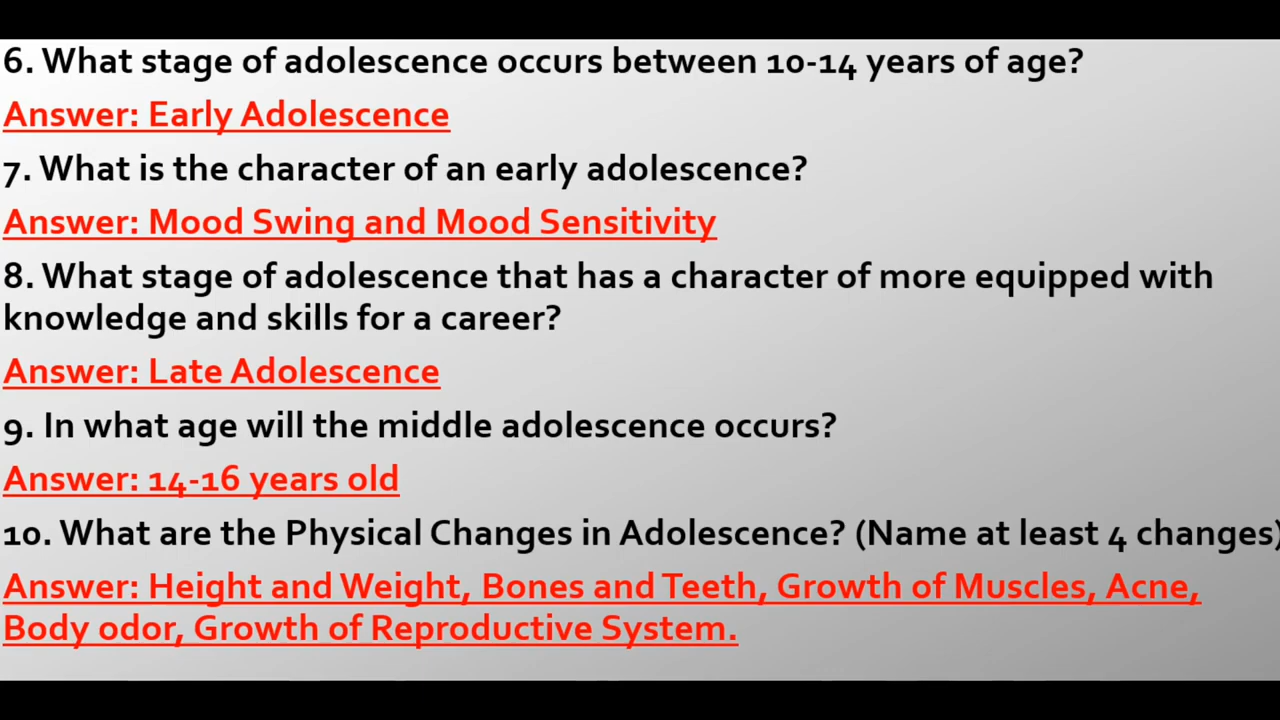 6. What stage of adolescence occurs between 10-14 years of age?
Answer: Early Adolescence
7. What is the character of an early adolescence?
Answer: Mood Swing and Mood Sensitivity
8. What stage of adolescence that has a character of more equipped with
knowledge and skills for a career?
Answer: Late Adolescence
9. In what age will the middle adolescence occurs?
Answer: 14-16 years old
10. What are the Physical Changes in Adolescence? (Name at least 4 changes)
Answer: Height and Weight, Bones and Teeth, Growth of Muscles, Acne,
Body odor, Growth of Reproductive System.